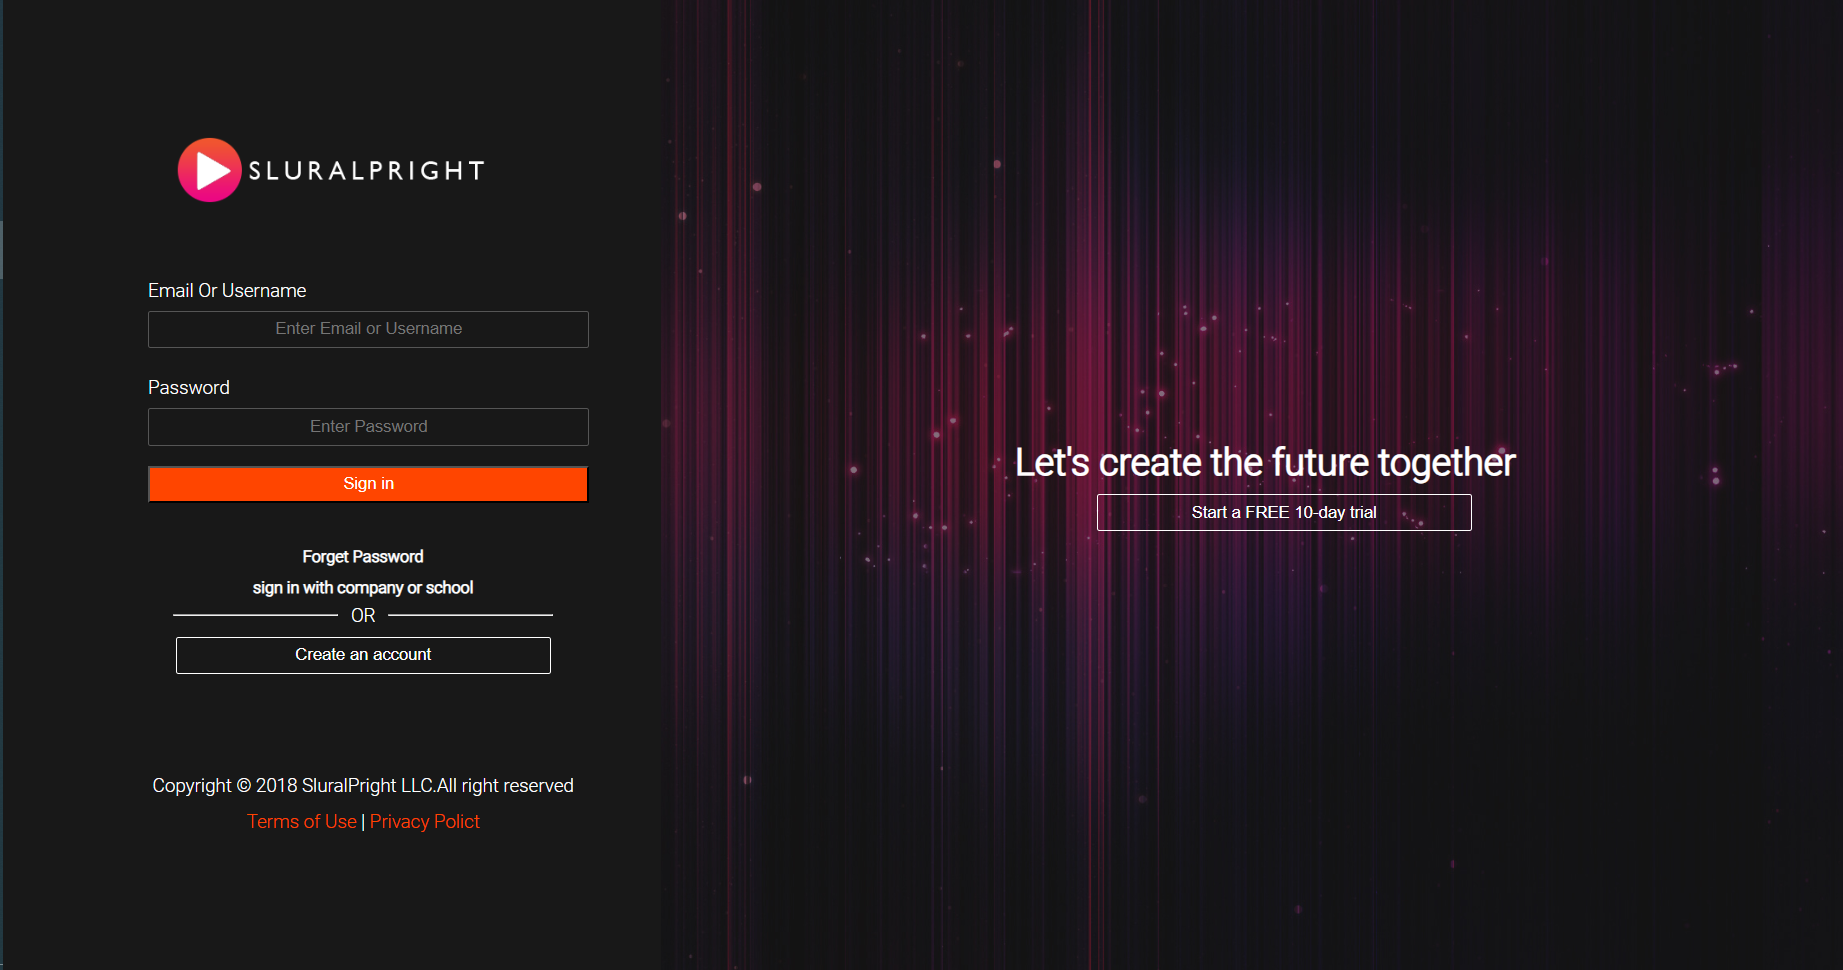 SLURALPRIGHT
Email Or Username
Enter Email or Username
Password
Enter Password
Sign in
Forget Password
sign in with company or school
OR
Create an account
Copyright © 2018 SluralPright LLC.All right reserved
Terms of Use | Privacy Polict
Let's create the future together
Start a FREE 10-day trial